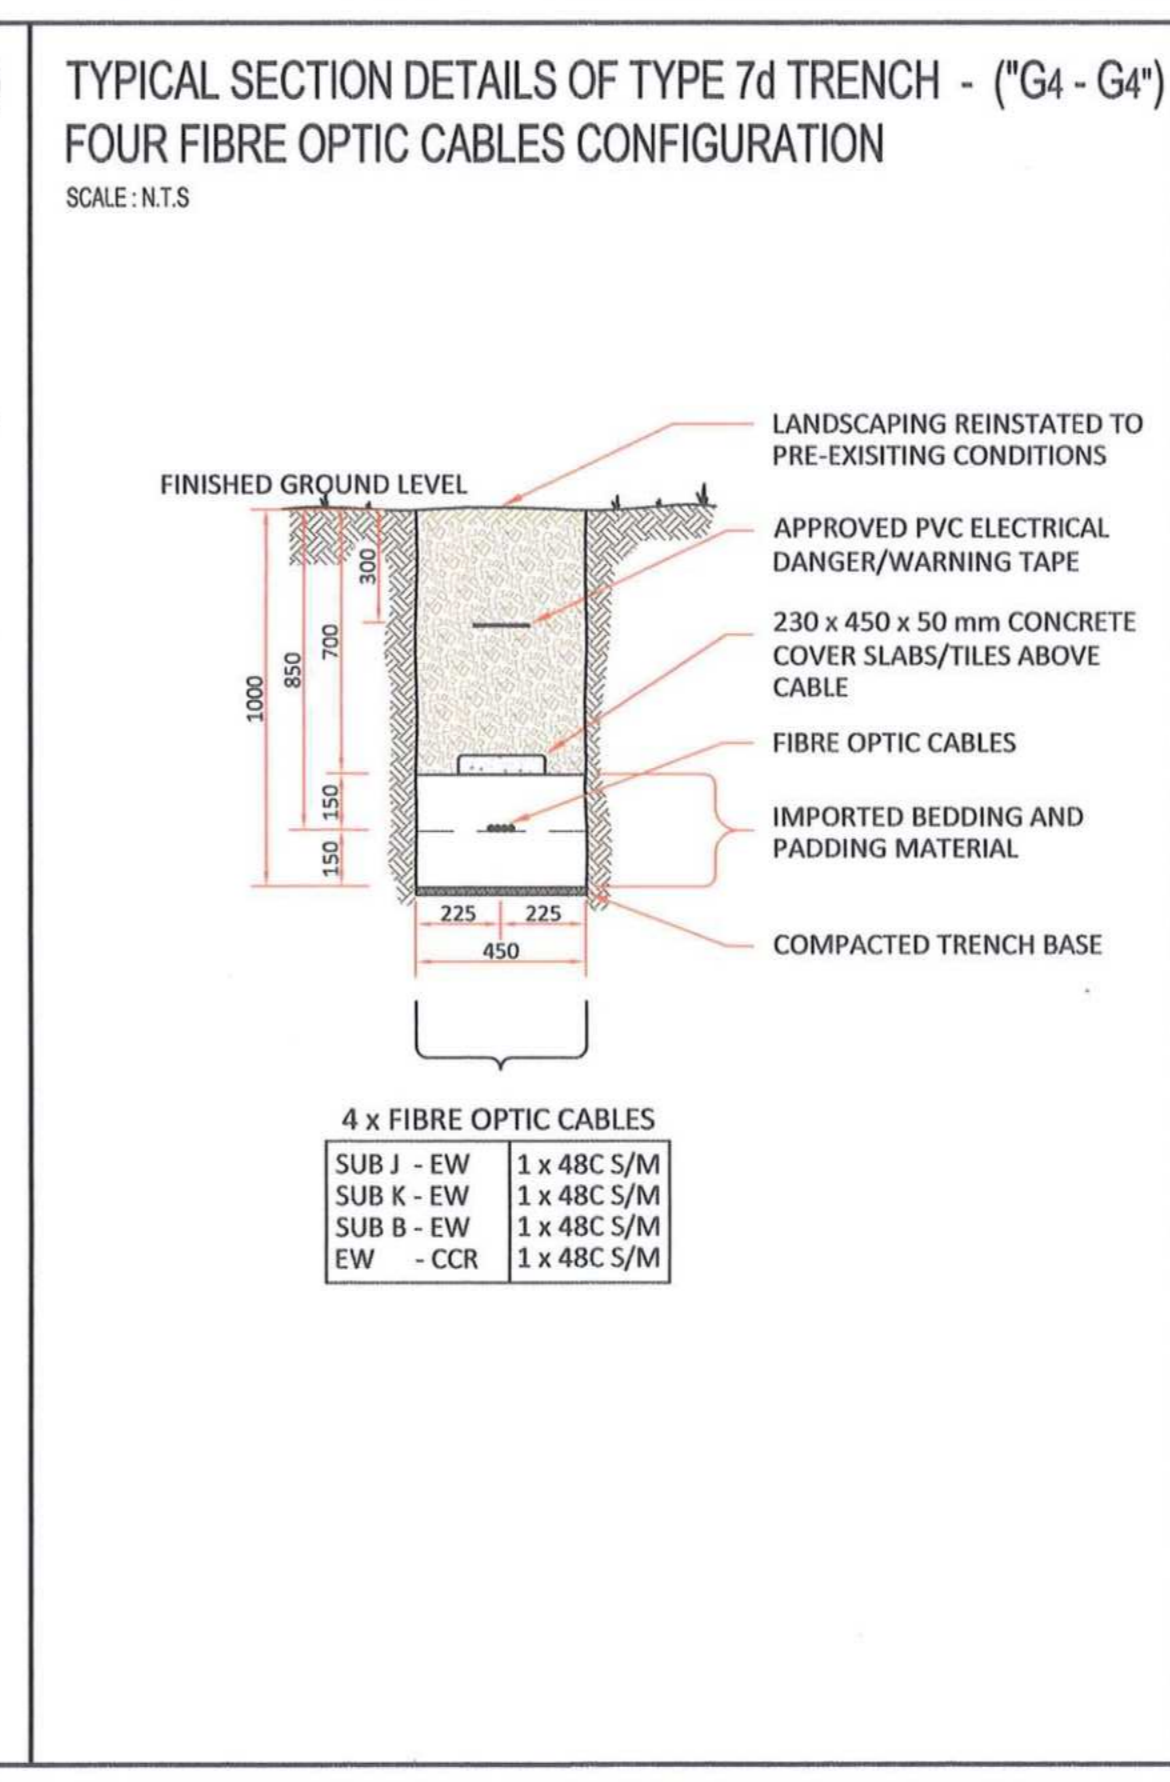 TYPICAL SECTION DETAILS OF TYPE 7d TRENCH - ("G4 - G4")
FOUR FIBRE OPTIC CABLES CONFIGURATION
SCALE : N.T.S
LANDSCAPING REINSTATED TO
PRE-EXISITING CONDITIONS
FINISHED GROUND LEVEL
APPROVED PVC ELECTRICAL
DANGER/WARNING TAPE
300
230 x 450 x 50 mm CONCRETE
COVER SLABS/TILES ABOVE
CABLE
700
850
1000
FIBRE OPTIC CABLES
150
IMPORTED BEDDING AND
PADDING MATERIAL
150
225
225
COMPACTED TRENCH BASE
450
4 x FIBRE OPTIC CABLES
SUB J - EW 1 x 48C S/M
SUB K - EW 1 x 48C S/M
SUB B - EW 1 x 48C S/M
EW - CCR 1 x 48C S/M